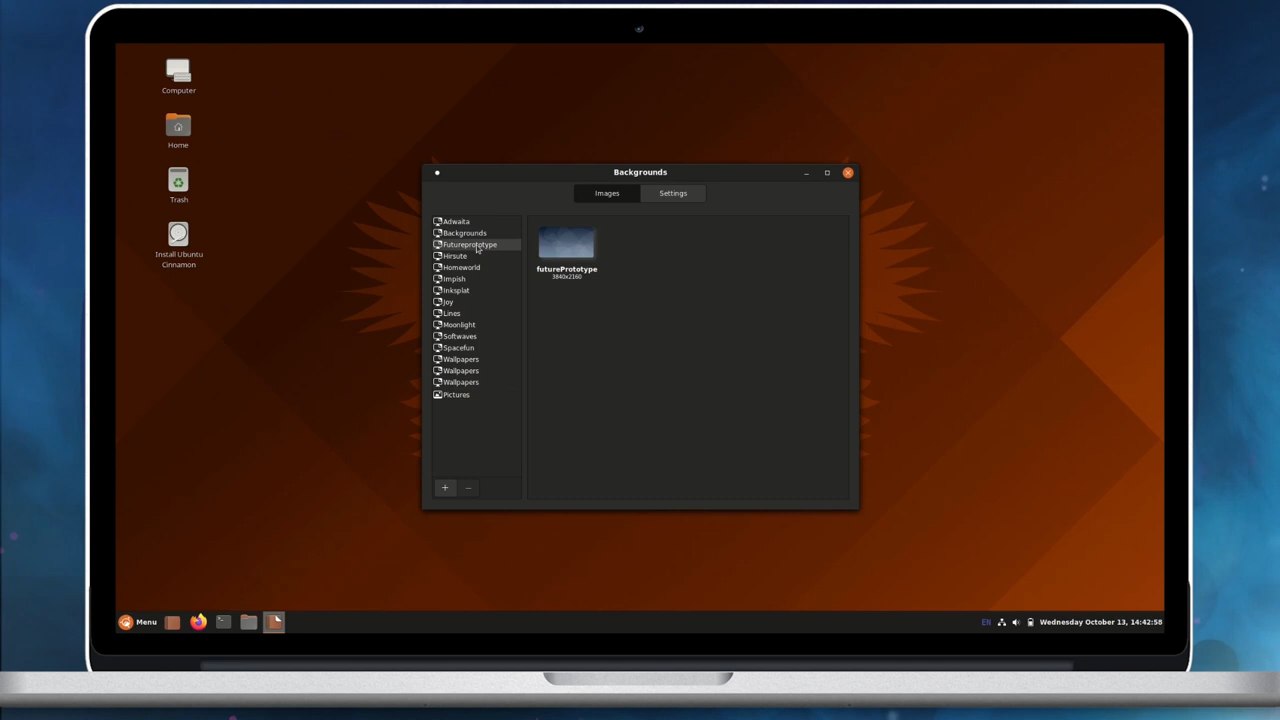 Computer
Home
Trash
Install Ubuntu
Cinnamon
Backgrounds
Images
Settings
Adwaita
Backgrounds
Futureprototype
Hirsute
Homeworld
Impish
Inksplat
Joy
Lines
Moonlight
Softwaves
Spacefun
Wallpapers
Wallpapers
Wallpapers
Pictures
futurePrototype
3840x2160
Menu
EN
Wednesday October 13, 14:42:58